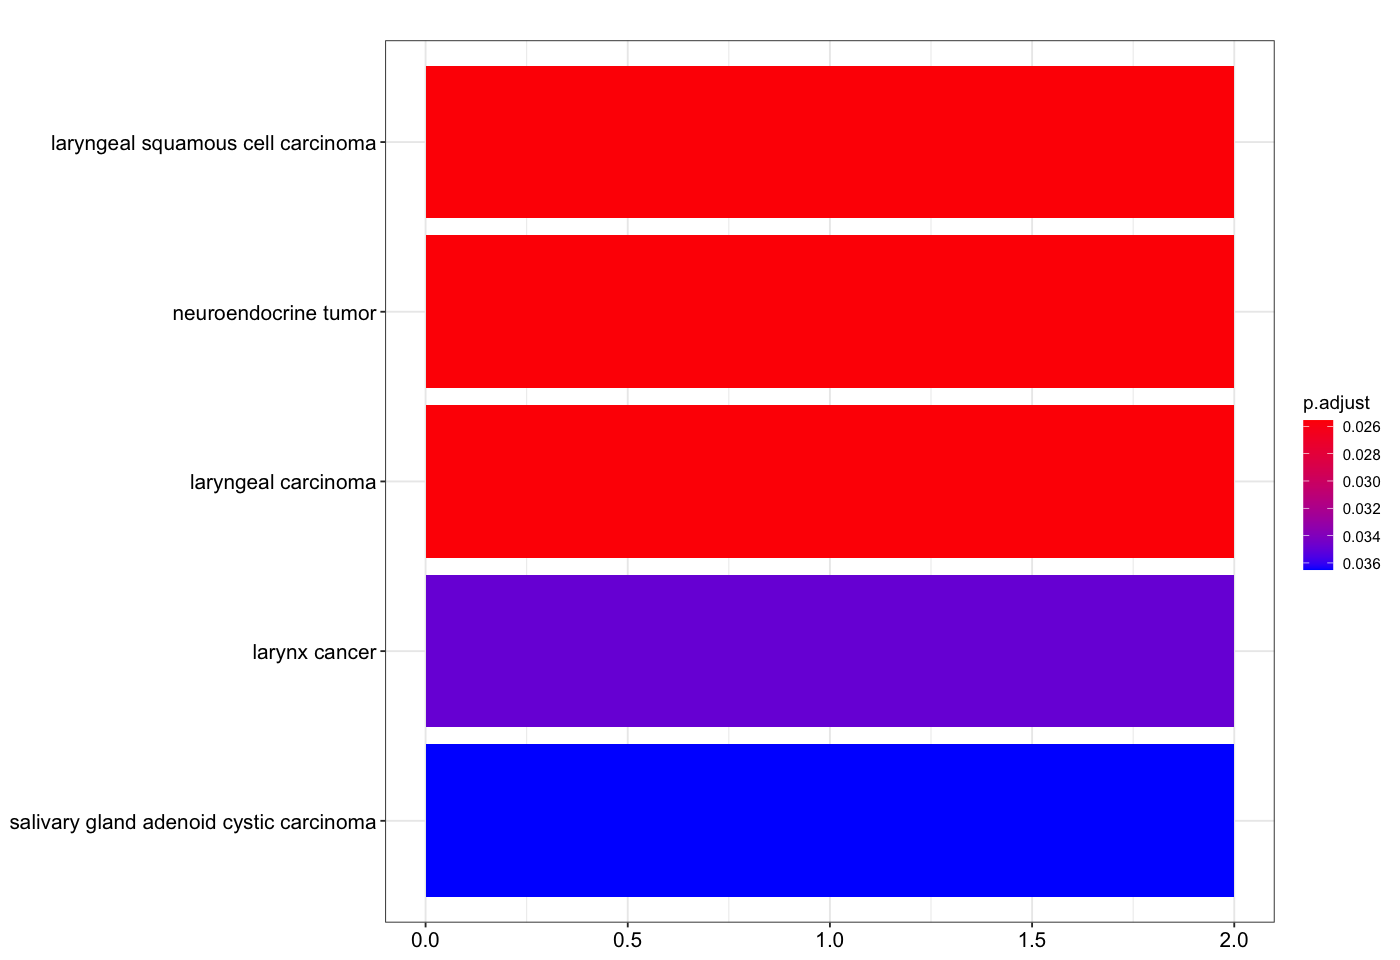 laryngeal squamous cell carcinoma
neuroendocrine tumor
laryngeal carcinoma
larynx cancer
salivary gland adenoid cystic carcinoma
0.0 0.5 1.0 1.5 2.0
p.adjust
0.026
0.028
0.030
0.032
0.034
0.036